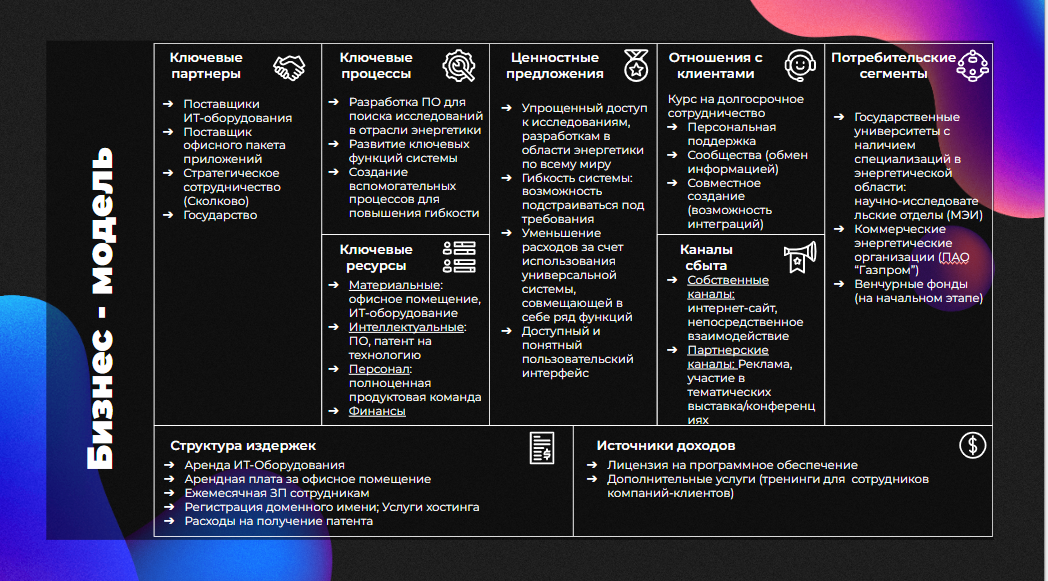 Бизнес - модель
Ключевые
партнеры
➔ Поставщики
ИТ-оборудования
➔ Поставщик
офисного пакета
приложений
➔ Стратегическое
сотрудничество
(Сколково)
➔ Государство
Ключевые
процессы
➔ Разработка ПО для
поиска исследований
в отрасли энергетики
➔ Развитие ключевых
функций системы
➔ Создание
вспомогательных
процессов для
повышения гибкости
Ключевые
ресурсы
➔ Материальные:
офисное помещение,
ИТ-оборудование
➔ Интеллектуальные:
ПО, патент на
технологию
➔ Персонал:
полноценная
продуктовая команда
➔ Финансы
Ценностные
предложения
➔ Упрощенный доступ
к исследованиям,
разработкам в
области энергетики
по всему миру
➔ Гибкость системы:
возможность
подстраиваться под
требования
➔ Уменьшение
расходов за счет
использования
универсальной
системы,
совмещающей в
себе ряд функций
➔ Доступный и
понятный
пользовательский
интерфейс
Отношения с
клиентами
Курс на долгосрочное
сотрудничество
➔ Персональная
поддержка
➔ Сообщества (обмен
информацией)
➔ Совместное
создание
(возможность
интеграций)
Каналы
сбыта
➔ Собственные
каналы:
интернет-сайт,
непосредственное
взаимодействие
➔ Партнерские
каналы: Реклама,
участие в
тематических
выставка/конференц
иях
Потребительские
сегменты
➔ Государственные
университеты с
наличием
специализаций в
энергетической
области:
научно-исследовате
льские отделы (МЭИ)
➔ Коммерческие
энергетические
организации (ПАО
“Газпром”)
➔ Венчурные фонды
(на начальном этапе)
Структура издержек
➔ Аренда ИТ-Оборудования
➔ Арендная плата за офисное помещение
➔ Ежемесячная ЗП сотрудникам
➔ Регистрация доменного имени; Услуги хостинга
➔ Расходы на получение патента
Источники доходов
➔ Лицензия на программное обеспечение
➔ Дополнительные услуги (тренинги для сотрудников
компаний-клиентов)